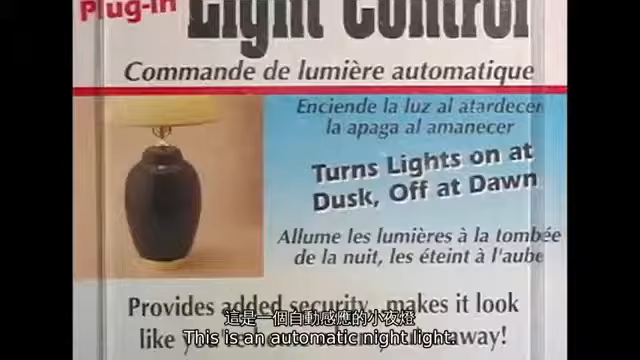 Plug-in
Light Control
Commande de lumière automatique
Enciende la luz al atardecer
la apaga al amanecer
Turns Lights on at
Dusk, Off at Dawn
Allume les lumières à la tombée
de la nuit, les éteint à l'aube
Provides added security, makes it look
like away!
這是一個自動感應的小夜燈
This is an automatic night light.